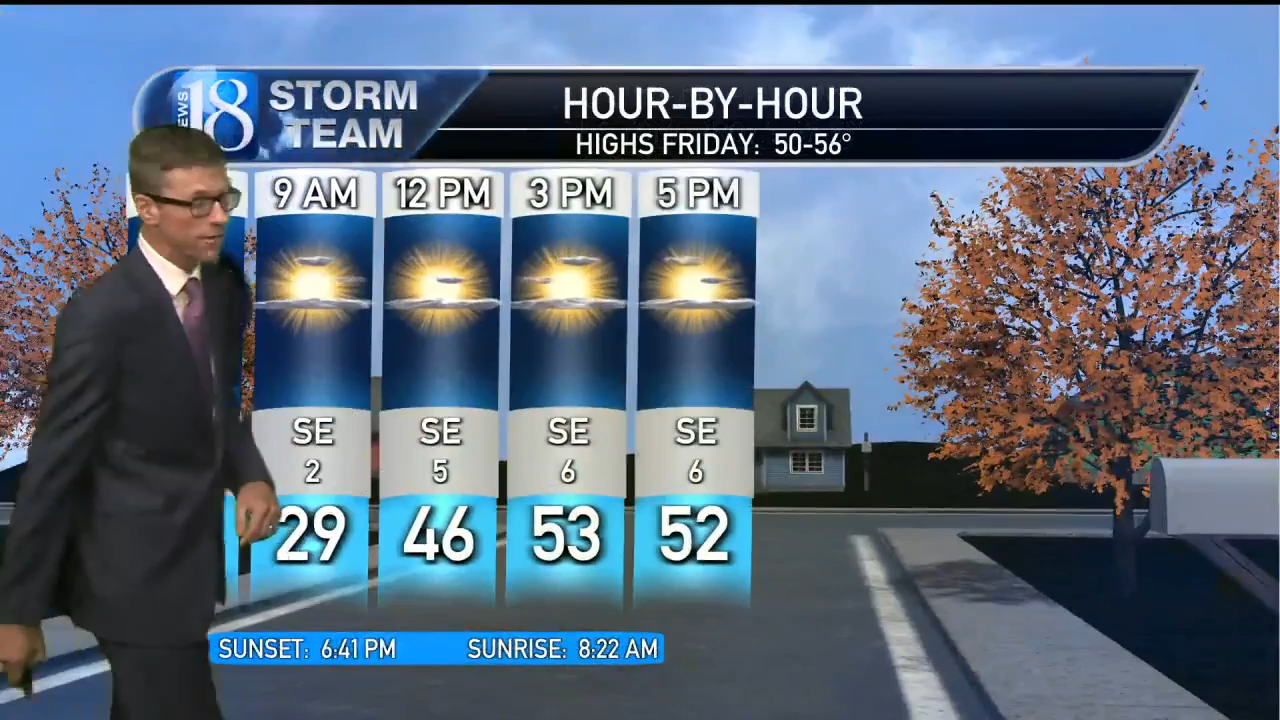 NEWS 18
STORM
TEAM
HOUR-BY-HOUR
HIGHS FRIDAY: 50-56°
9 AM 12 PM 3 PM 5 PM
SE SE SE SE
2 5 6 6
29 46 53 52
SUNSET: 6:41 PM SUNRISE: 8:22 AM